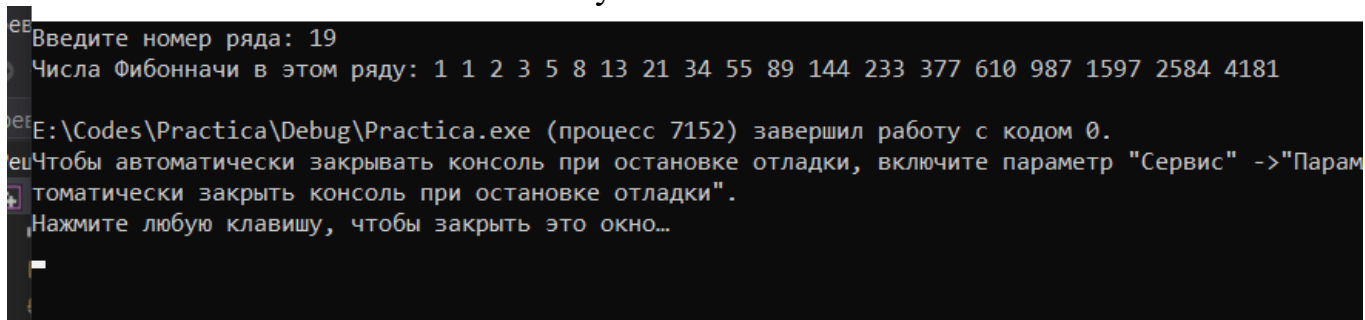 Введите номер ряда: 19
Числа Фибонначи в этом ряду: 1 1 2 3 5 8 13 21 34 55 89 144 233 377 610 987 1597 2584 4181
E:\Codes\Practica\Debug\Practica.exe (процесс 7152) завершил работу с кодом 0.
Чтобы автоматически закрывать консоль при остановке отладки, включите параметр "Сервис" ->"Парам
томатически закрыть консоль при остановке отладки".
Нажмите любую клавишу, чтобы закрыть это окно…